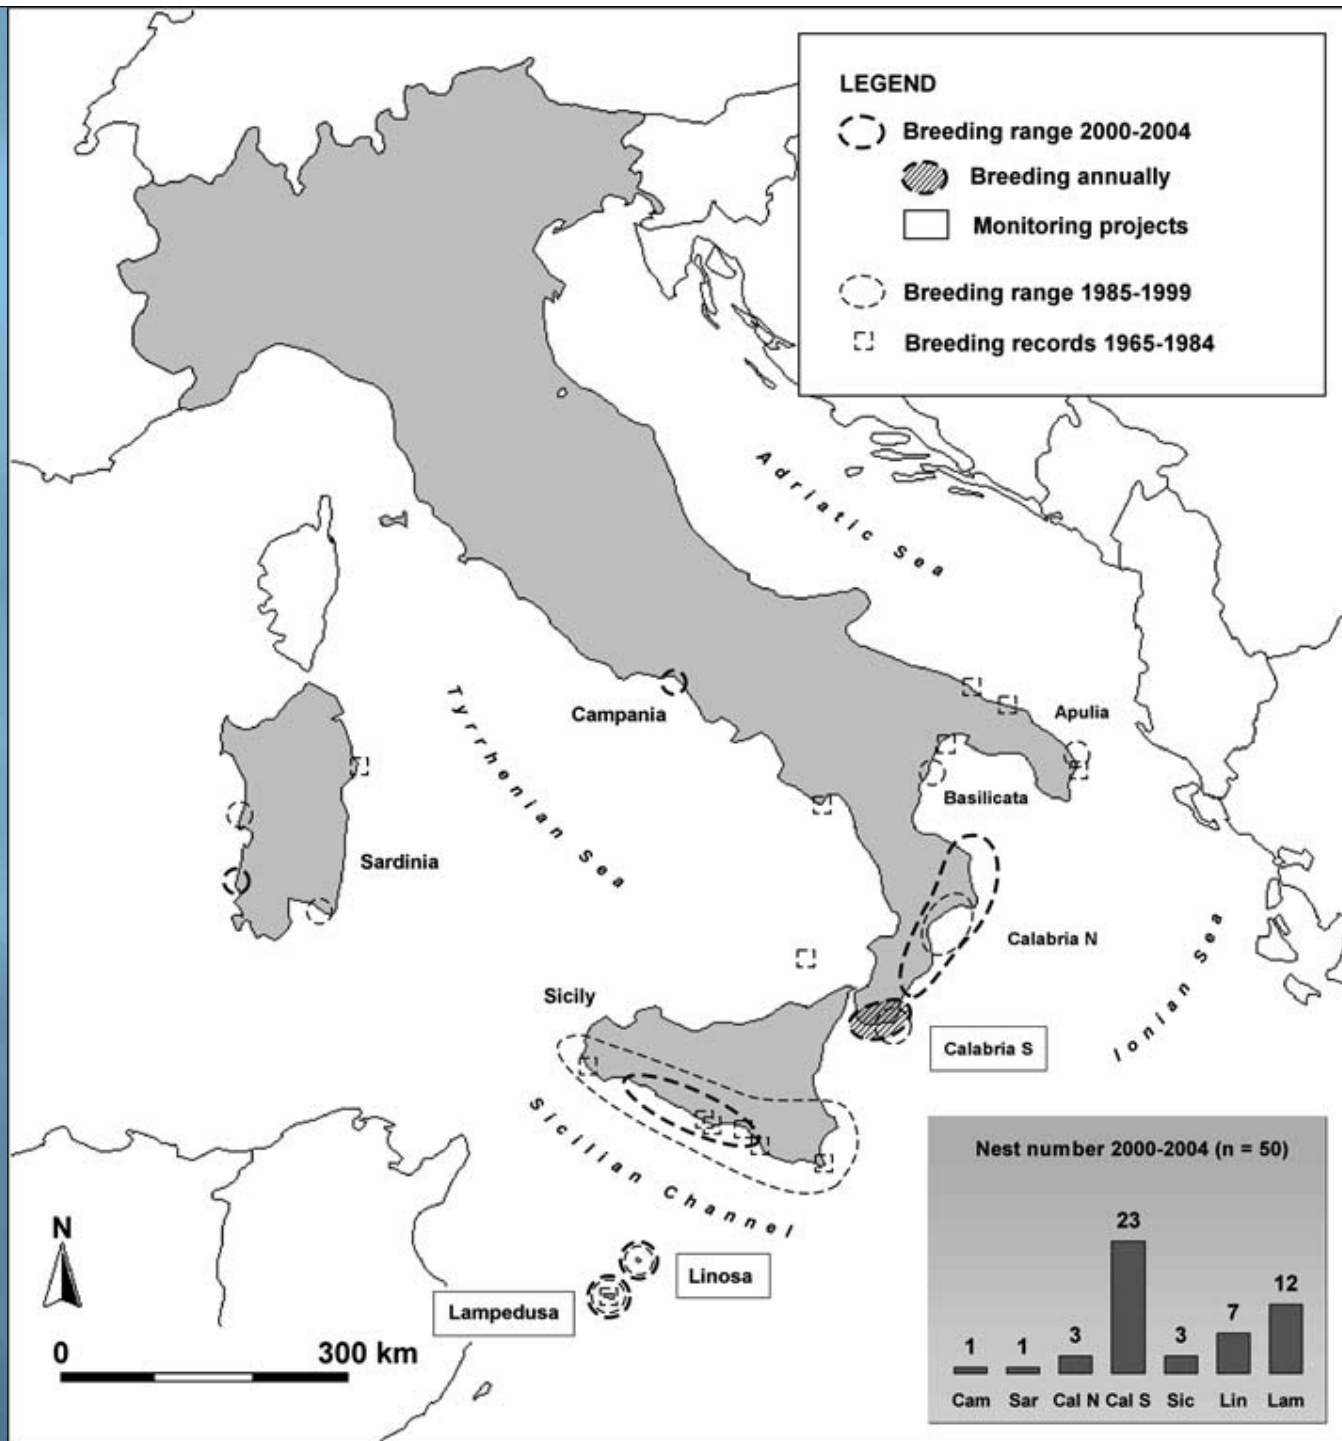 LEGEND
Breeding range 2000-2004
Breeding annually
Monitoring projects
Breeding range 1985-1999
Breeding records 1965-1984
Adriatic Sea
Tyrrhenian Sea
Campania
Apulia
Basilicata
Sardinia
Calabria N
Ionian Sea
Sicily
Calabria S
Sicilian Channel
Linosa
Lampedusa
N
0 300 km
Nest number 2000-2004 (n = 50)
1 1 3 23 3 7 12
Cam Sar Cal N Cal S Sic Lin Lam